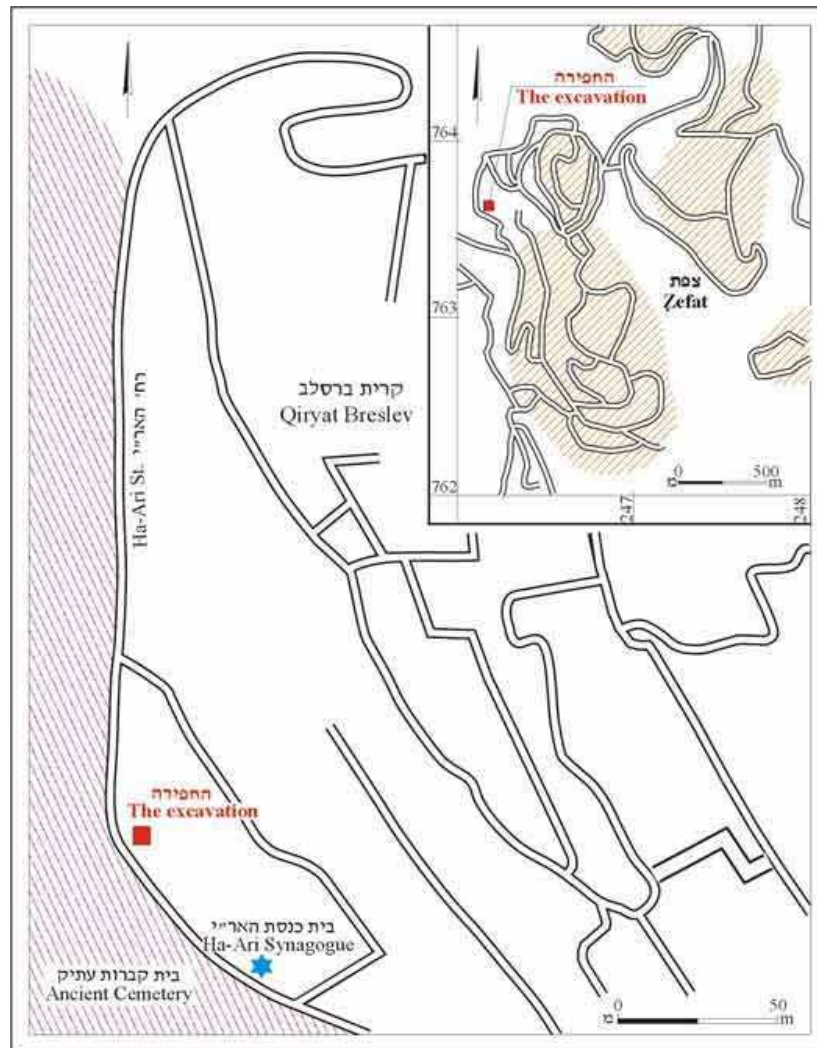 החפירה
The excavation
764
763
762
צפת
Zefat
0 500
מ m
247
248
קרית ברסלב
Qiryat Breslev
רח׳ האר״י
Ha-Ari St.
החפירה
The excavation
בית כנסת האר״י
Ha-Ari Synagogue
בית קברות עתיק
Ancient Cemetery
0 50
מ m